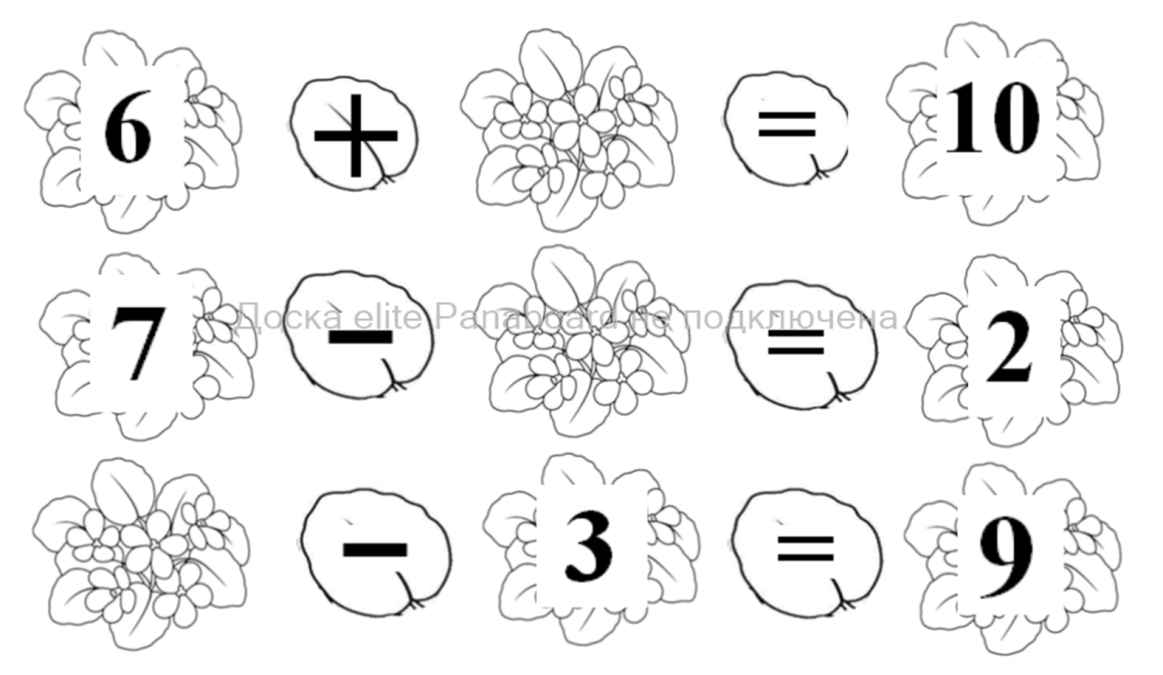 6 + = 10
7 - = 2
Доска elite Panaboard не подключена.
- 3 = 9